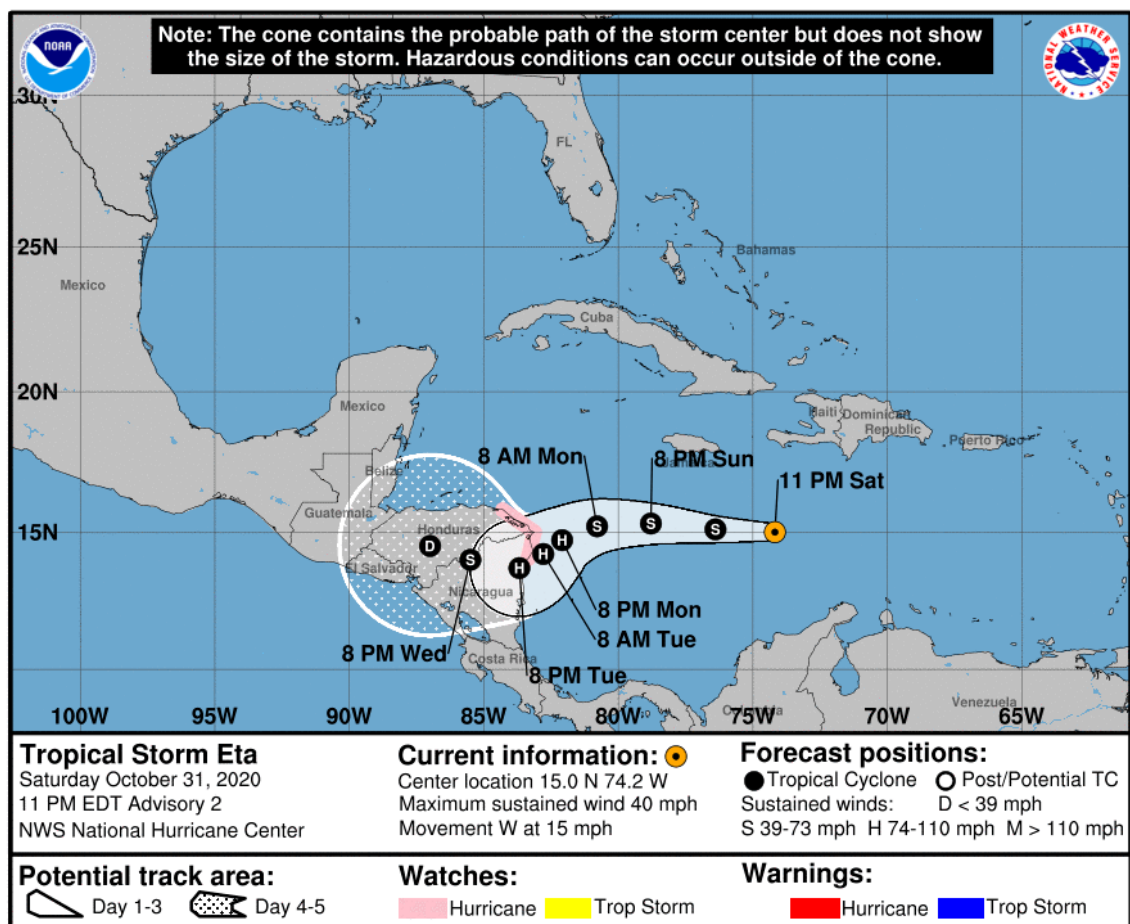 Note: The cone contains the probable path of the storm center but does not show
the size of the storm. Hazardous conditions can occur outside of the cone.
NOAA
NATIONAL WEATHER SERVICE
30N
FL
25N
Bahamas
Mexico
Cuba
20N
Mexico
Haiti
Dominican
Republic
Puerto Rico
8 AM Mon
8 PM Sun
Jamaica
11 PM Sat
Belize
15N
Guatemala
Honduras
S
S
S
H
H
D
S
H
El Salvador
Nicaragua
8 PM Mon
8 AM Tue
8 PM Wed
Costa Rica
8 PM Tue
Venezuela
Colombia
100W
95W
90W
85W
80W
75W
70W
65W
Tropical Storm Eta
Saturday October 31, 2020
11 PM EDT Advisory 2
NWS National Hurricane Center
Current information:
Center location 15.0 N 74.2 W
Maximum sustained wind 40 mph
Movement W at 15 mph
Forecast positions:
Tropical Cyclone Post/Potential TC
Sustained winds: D < 39 mph
S 39-73 mph H 74-110 mph M > 110 mph
Potential track area:
Day 1-3 Day 4-5
Watches:
Hurricane Trop Storm
Warnings:
Hurricane Trop Storm